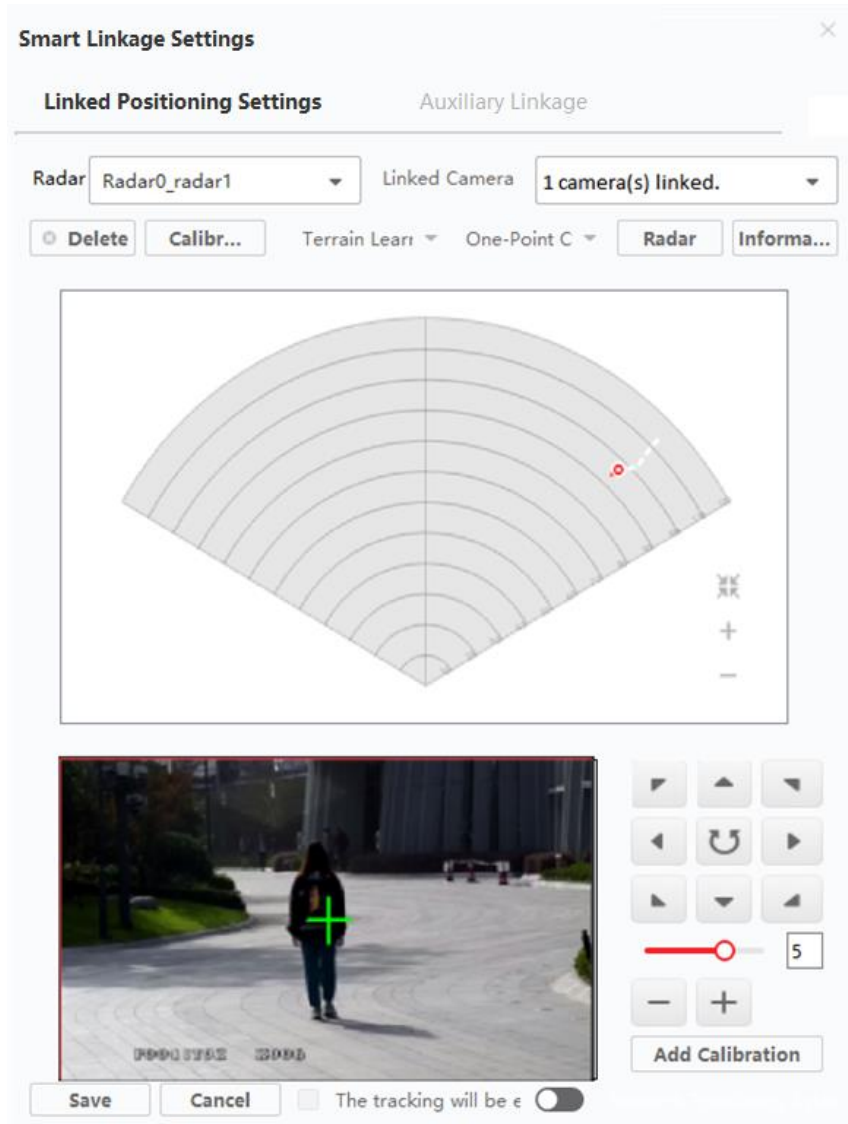 Smart Linkage Settings
Linked Positioning Settings Auxiliary Linkage
Radar Radar0_radar1 Linked Camera 1 camera(s) linked.
Delete Calibr... Terrain Learr One-Point C Radar Informa...
5
Add Calibration
Save Cancel The tracking will be e